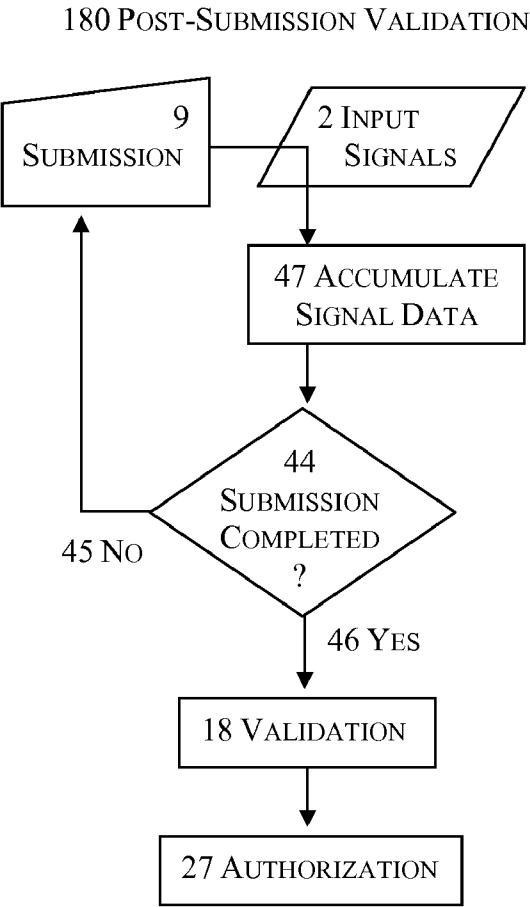 180 POST-SUBMISSION VALIDATION
9
SUBMISSION
2 INPUT
SIGNALS
47 ACCUMULATE
SIGNAL DATA
44
SUBMISSION
COMPLETED
?
45 NO
46 YES
18 VALIDATION
27 AUTHORIZATION